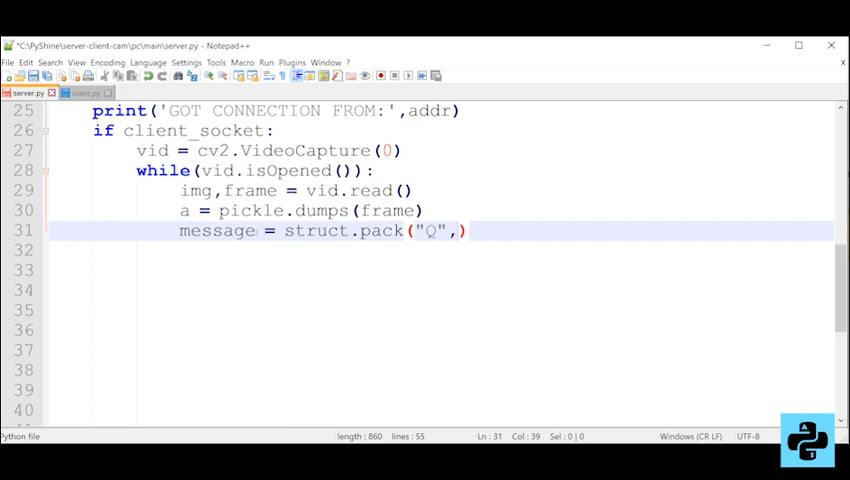 *C:\PyShine\server-client-cam\pc\main\server.py - Notepad++
File Edit Search View Encoding Language Settings Tools Macro Run Plugins Window ? X
server.py client.py
25 print('GOT CONNECTION FROM:',addr)
26 if client_socket:
27 vid = cv2.VideoCapture(0)
28 while(vid.isOpened()):
29 img,frame = vid.read()
30 a = pickle.dumps(frame)
31 message = struct.pack("Q",)
32
33
34
35
36
37
38
39
40
Python file length : 860 lines : 55 Ln : 31 Col : 39 Sel : 0 | 0 Windows (CR LF) UTF-8